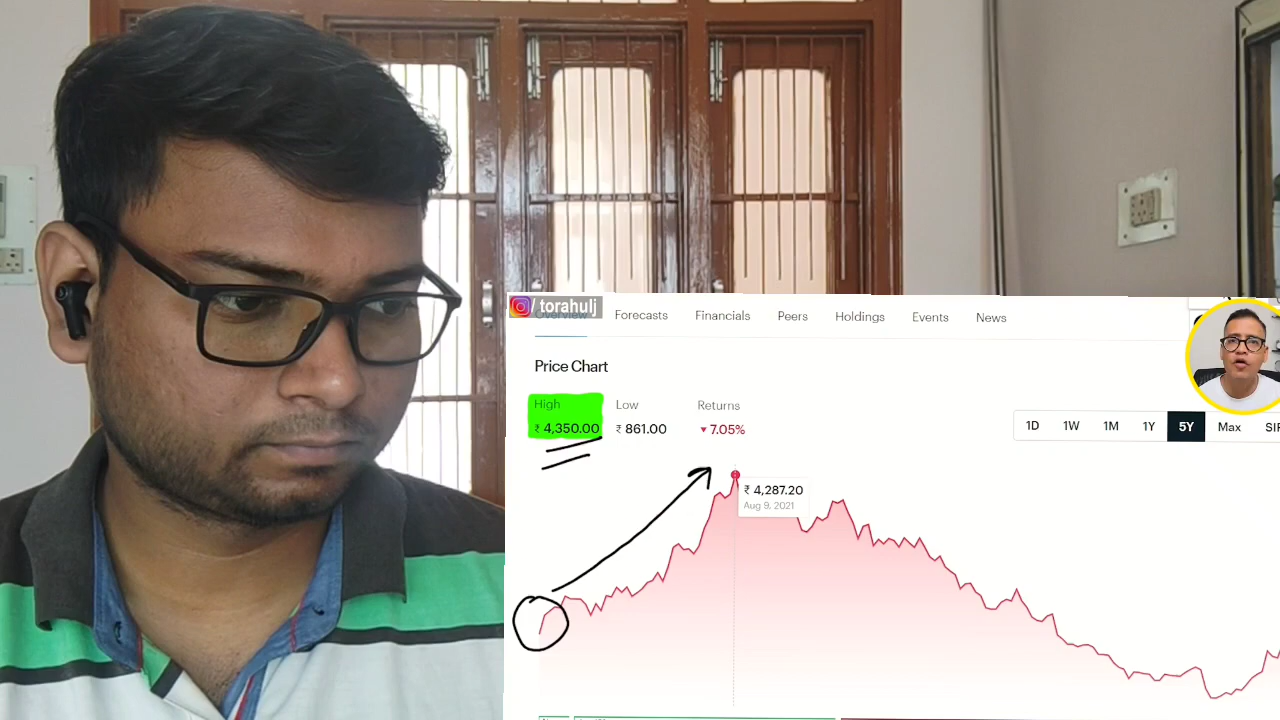 / torahulj
Overview Forecasts Financials Peers Holdings Events News
Price Chart
High Low Returns
₹ 4,350.00 ₹ 861.00 ▼ 7.05%
1D 1W 1M 1Y 5Y Max
₹ 4,287.20
Aug 9, 2021